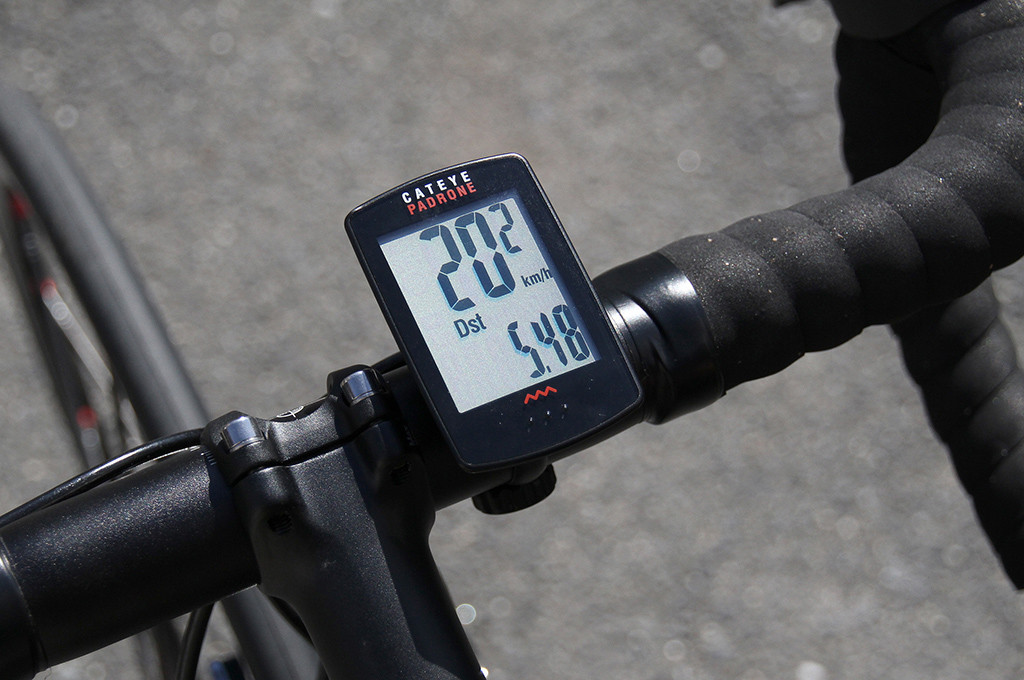 CATEYE
PADRONE
20.2
km/h
Dst
5.48